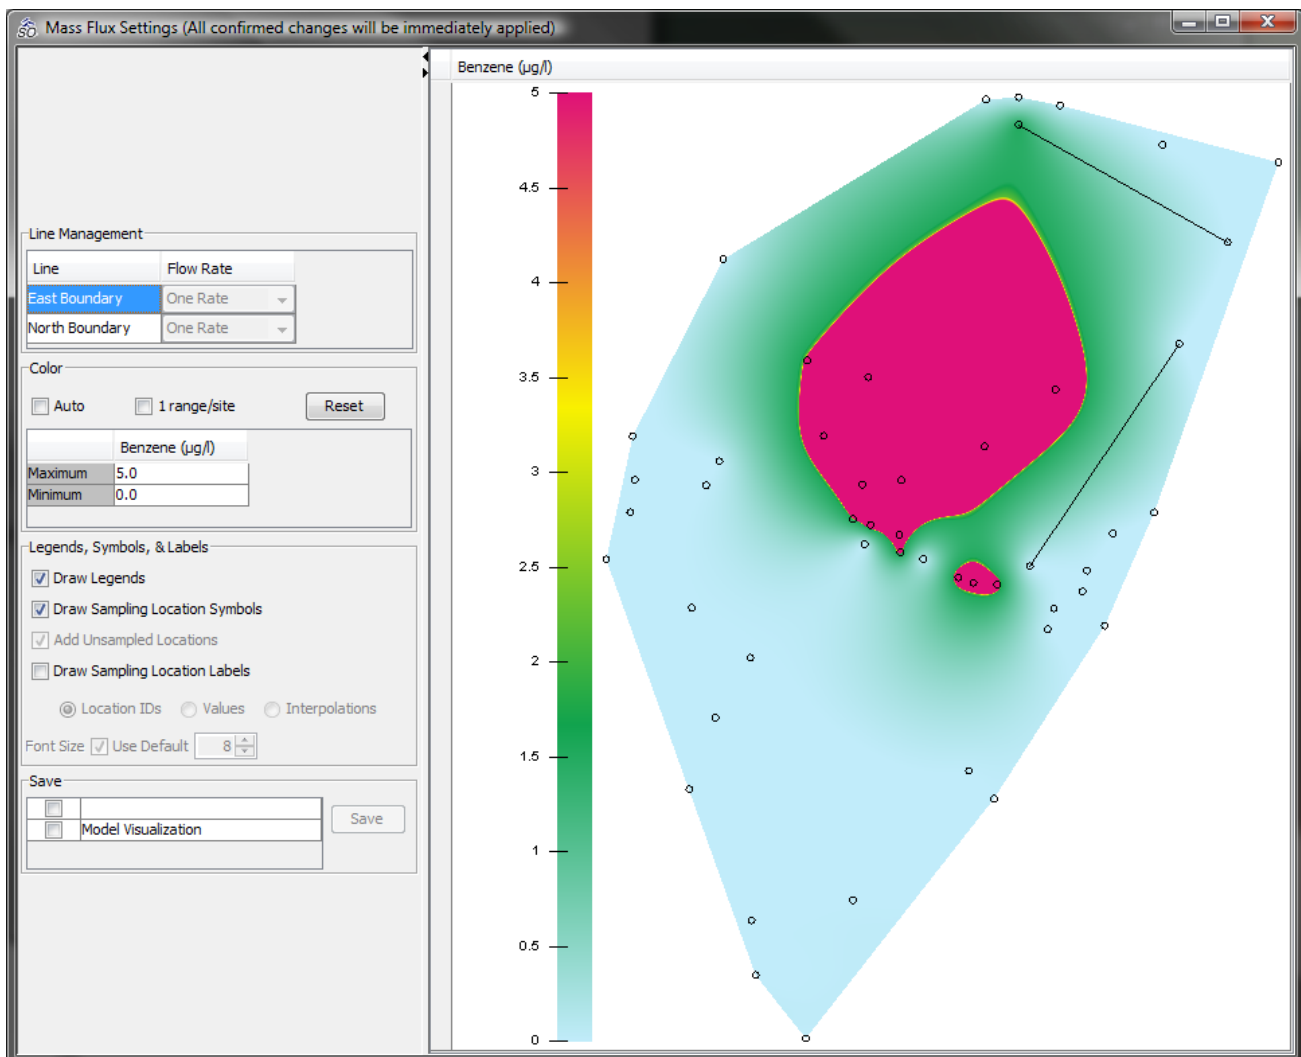 Mass Flux Settings (All confirmed changes will be immediately applied)
Line Management
Line Flow Rate
East Boundary One Rate
North Boundary One Rate
Color
Auto 1 range/site Reset
Benzene (µg/l)
Maximum 5.0
Minimum 0.0
Legends, Symbols, & Labels
Draw Legends
Draw Sampling Location Symbols
Add Unsampled Locations
Draw Sampling Location Labels
Location IDs Values Interpolations
Font Size Use Default 8
Save
Model Visualization
Save
Benzene (µg/l)
5
4.5
4
3.5
3
2.5
2
1.5
1
0.5
0